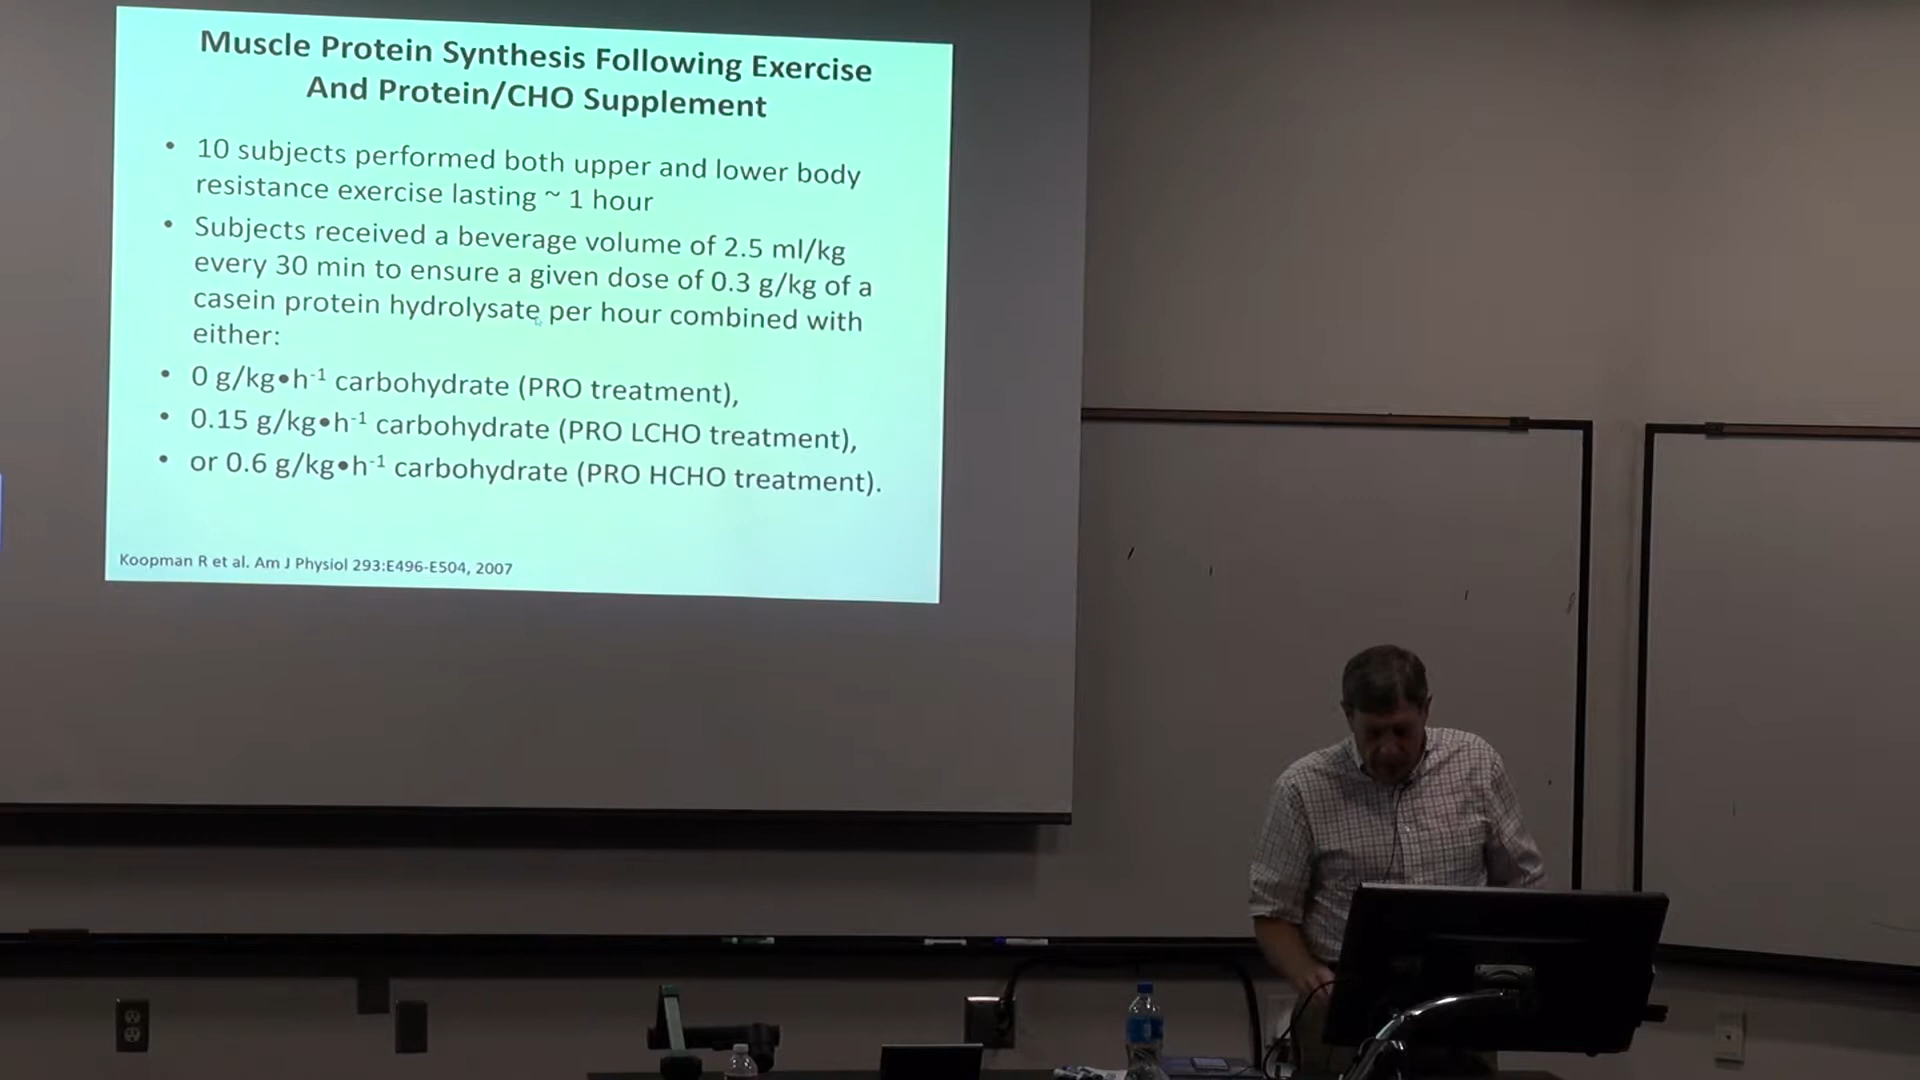 Muscle Protein Synthesis Following Exercise
And Protein/CHO Supplement
• 10 subjects performed both upper and lower body
resistance exercise lasting ~ 1 hour
• Subjects received a beverage volume of 2.5 ml/kg
every 30 min to ensure a given dose of 0.3 g/kg of a
casein protein hydrolysate per hour combined with
either:
• 0 g/kg•h⁻¹ carbohydrate (PRO treatment),
• 0.15 g/kg•h⁻¹ carbohydrate (PRO LCHO treatment),
• or 0.6 g/kg•h⁻¹ carbohydrate (PRO HCHO treatment).
Koopman R et al. Am J Physiol 293:E496-E504, 2007